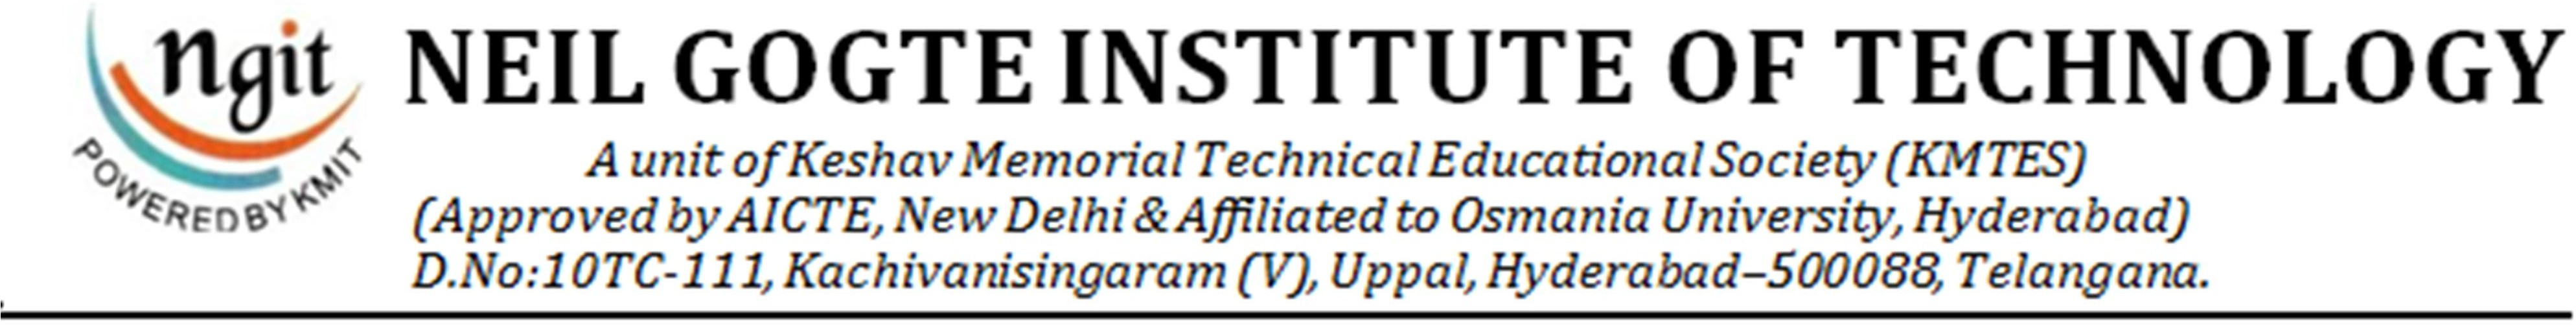 ngit
POWERED BY KMIT
NEIL GOGTE INSTITUTE OF TECHNOLOGY
A unit of Keshav Memorial Technical Educational Society (KMTES)
(Approved by AICTE, New Delhi & Affiliated to Osmania University, Hyderabad)
D.No:10TC-111, Kachivanisingaram (V), Uppal, Hyderabad–500088, Telangana.